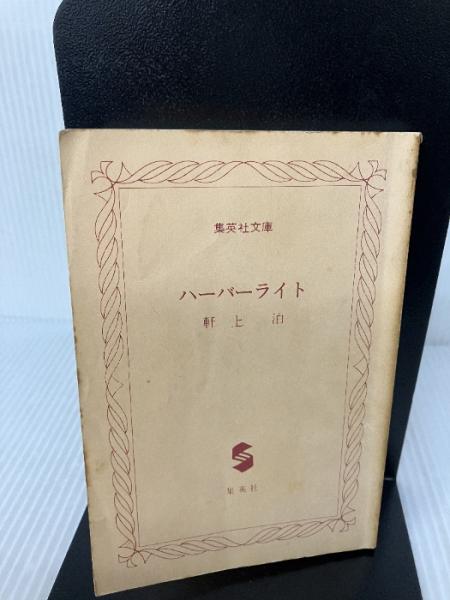 集英社文庫
ハーバーライト
軒上 泊
集英社